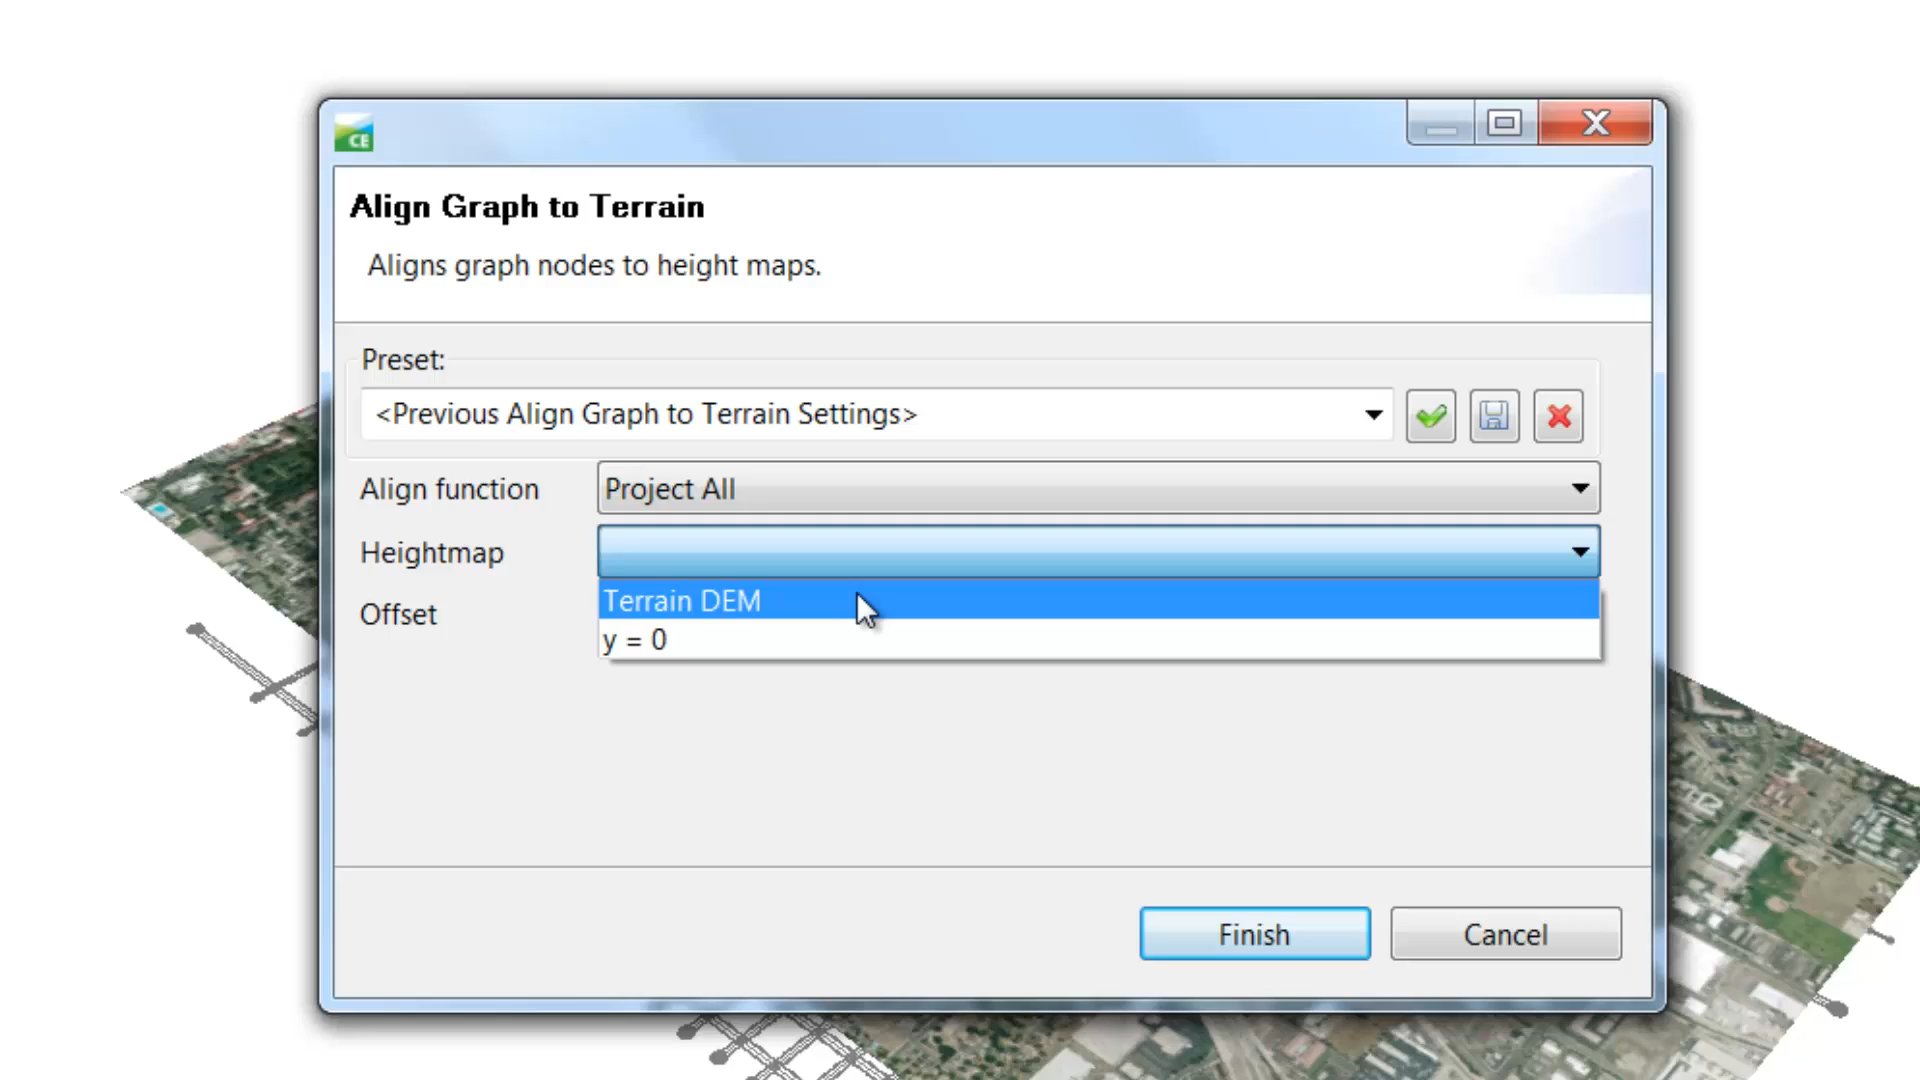 CE
Align Graph to Terrain
Aligns graph nodes to height maps.
Preset:
<Previous Align Graph to Terrain Settings>
Align function
Project All
Heightmap
Terrain DEM
Offset
y = 0
Finish
Cancel